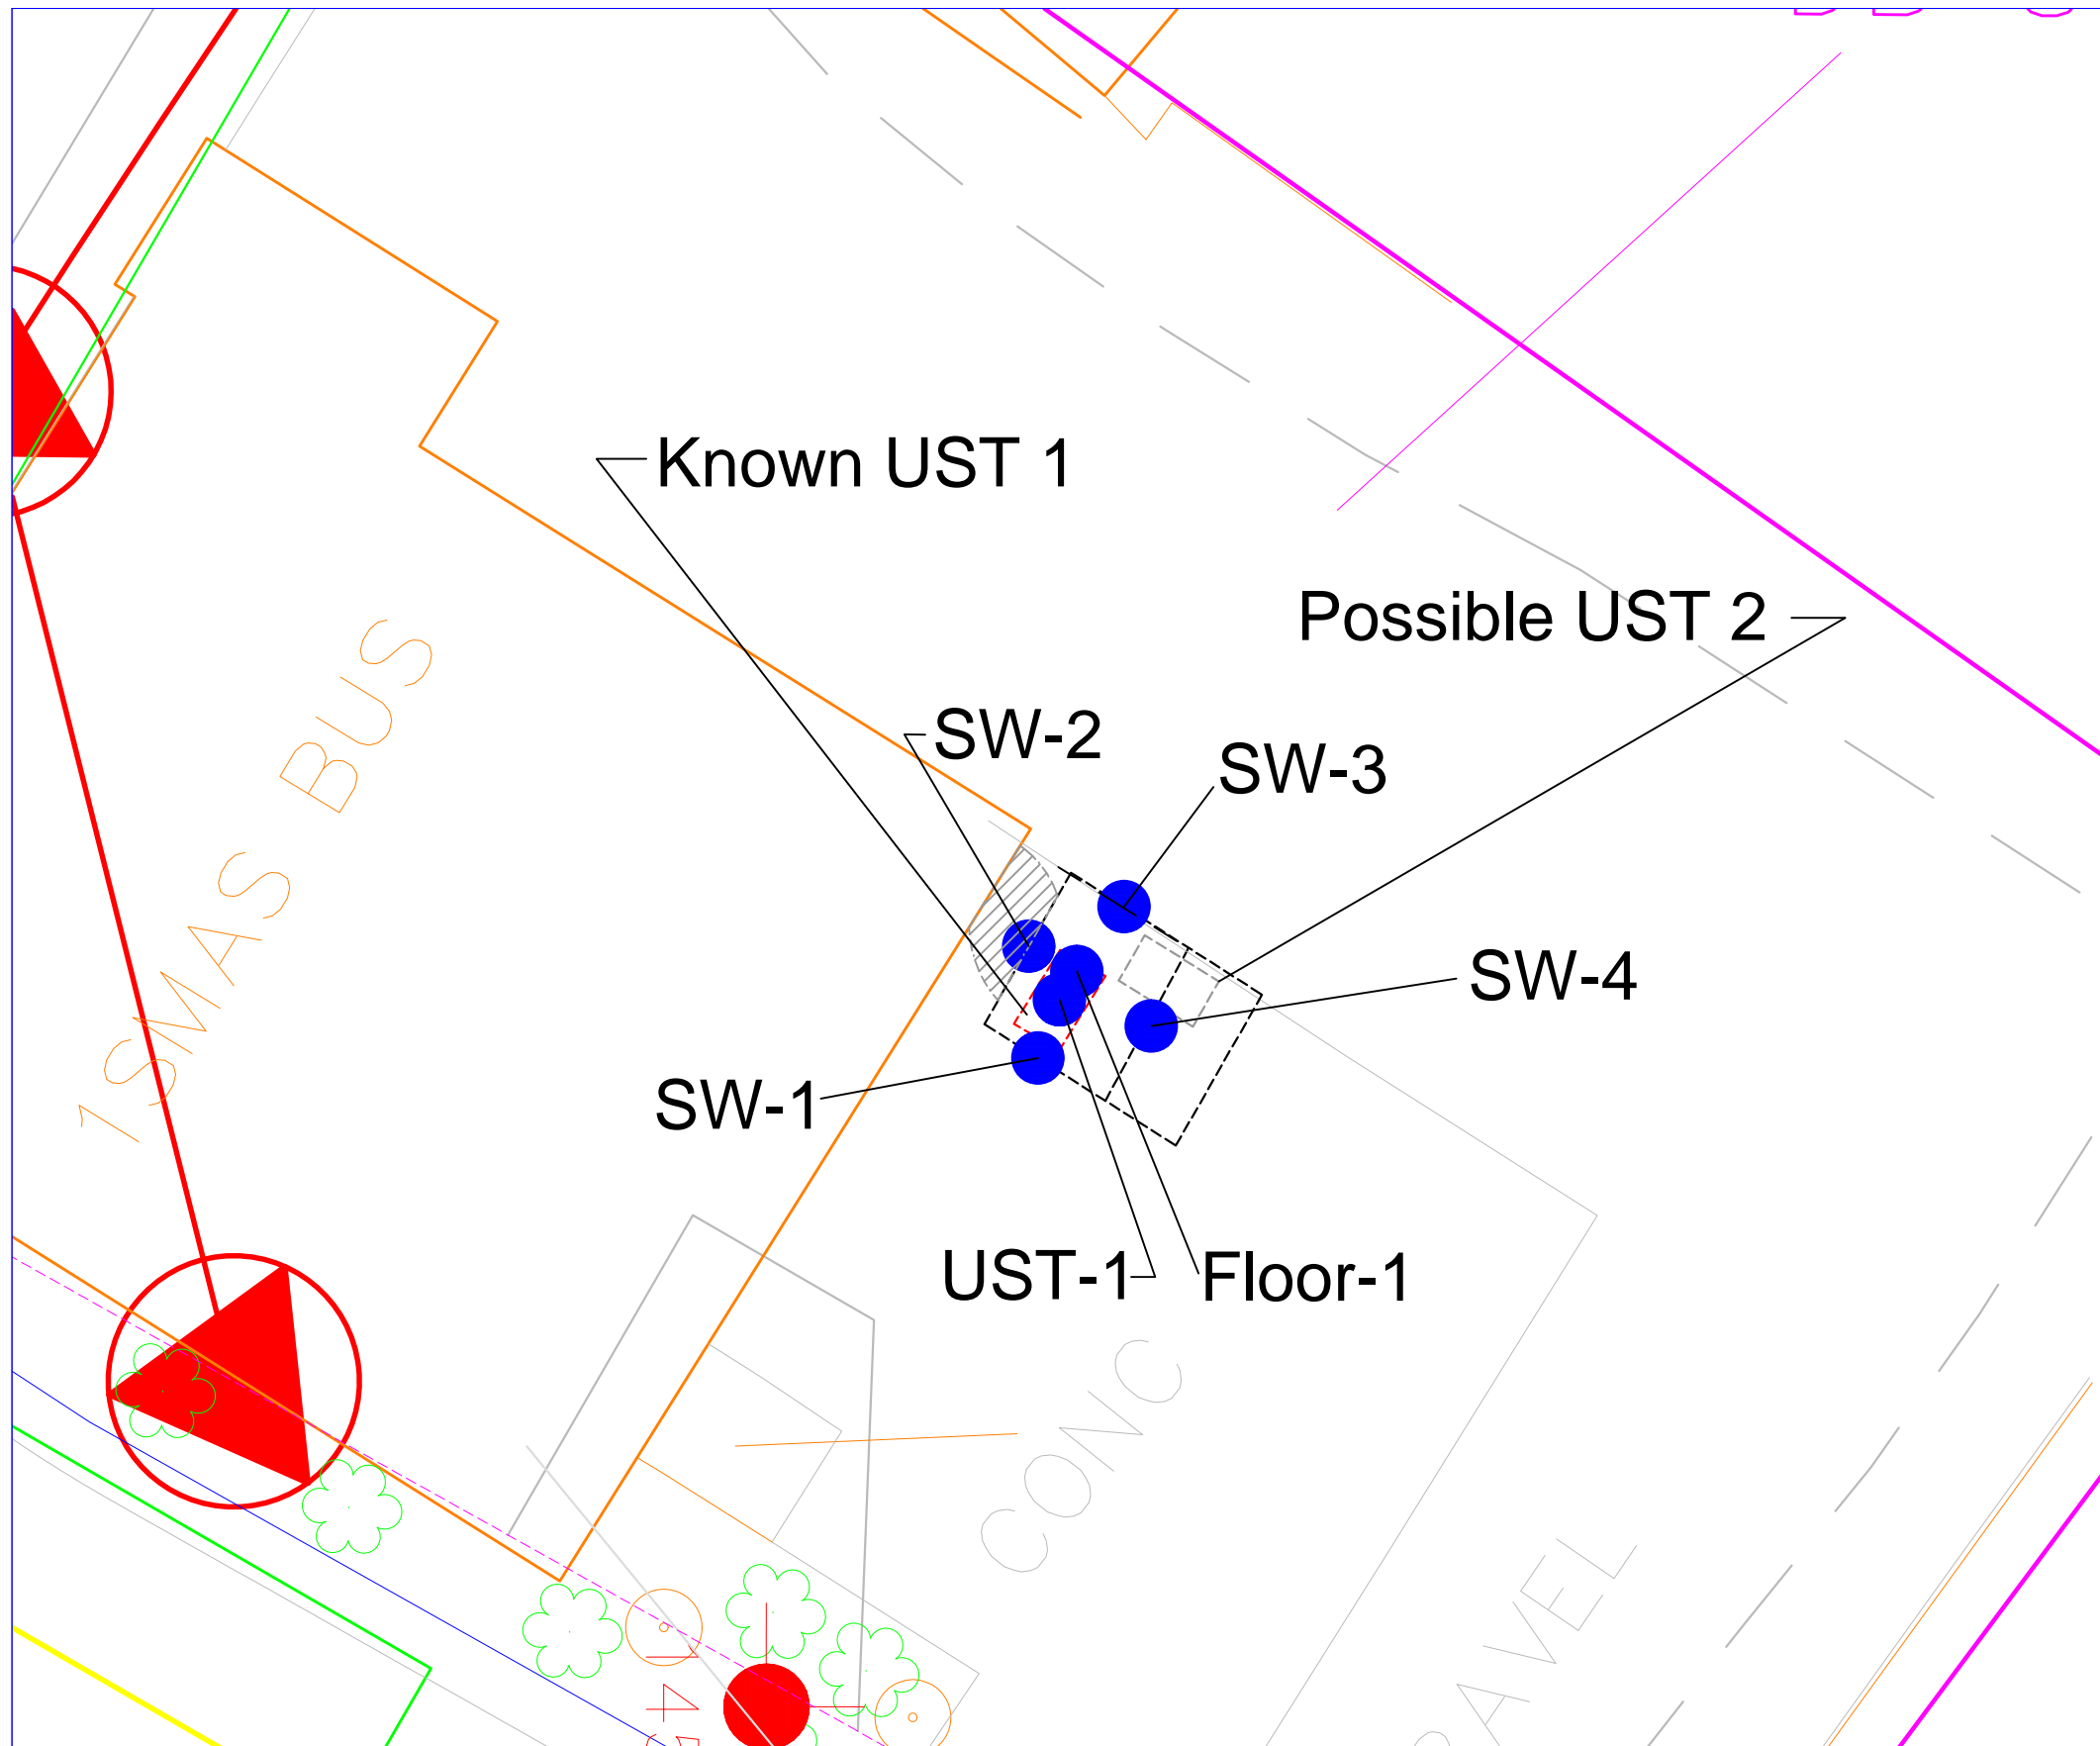 Known UST 1
Possible UST 2
SW-2
SW-3
SW-4
SW-1
UST-1
Floor-1
1SMAS BUS
CONC